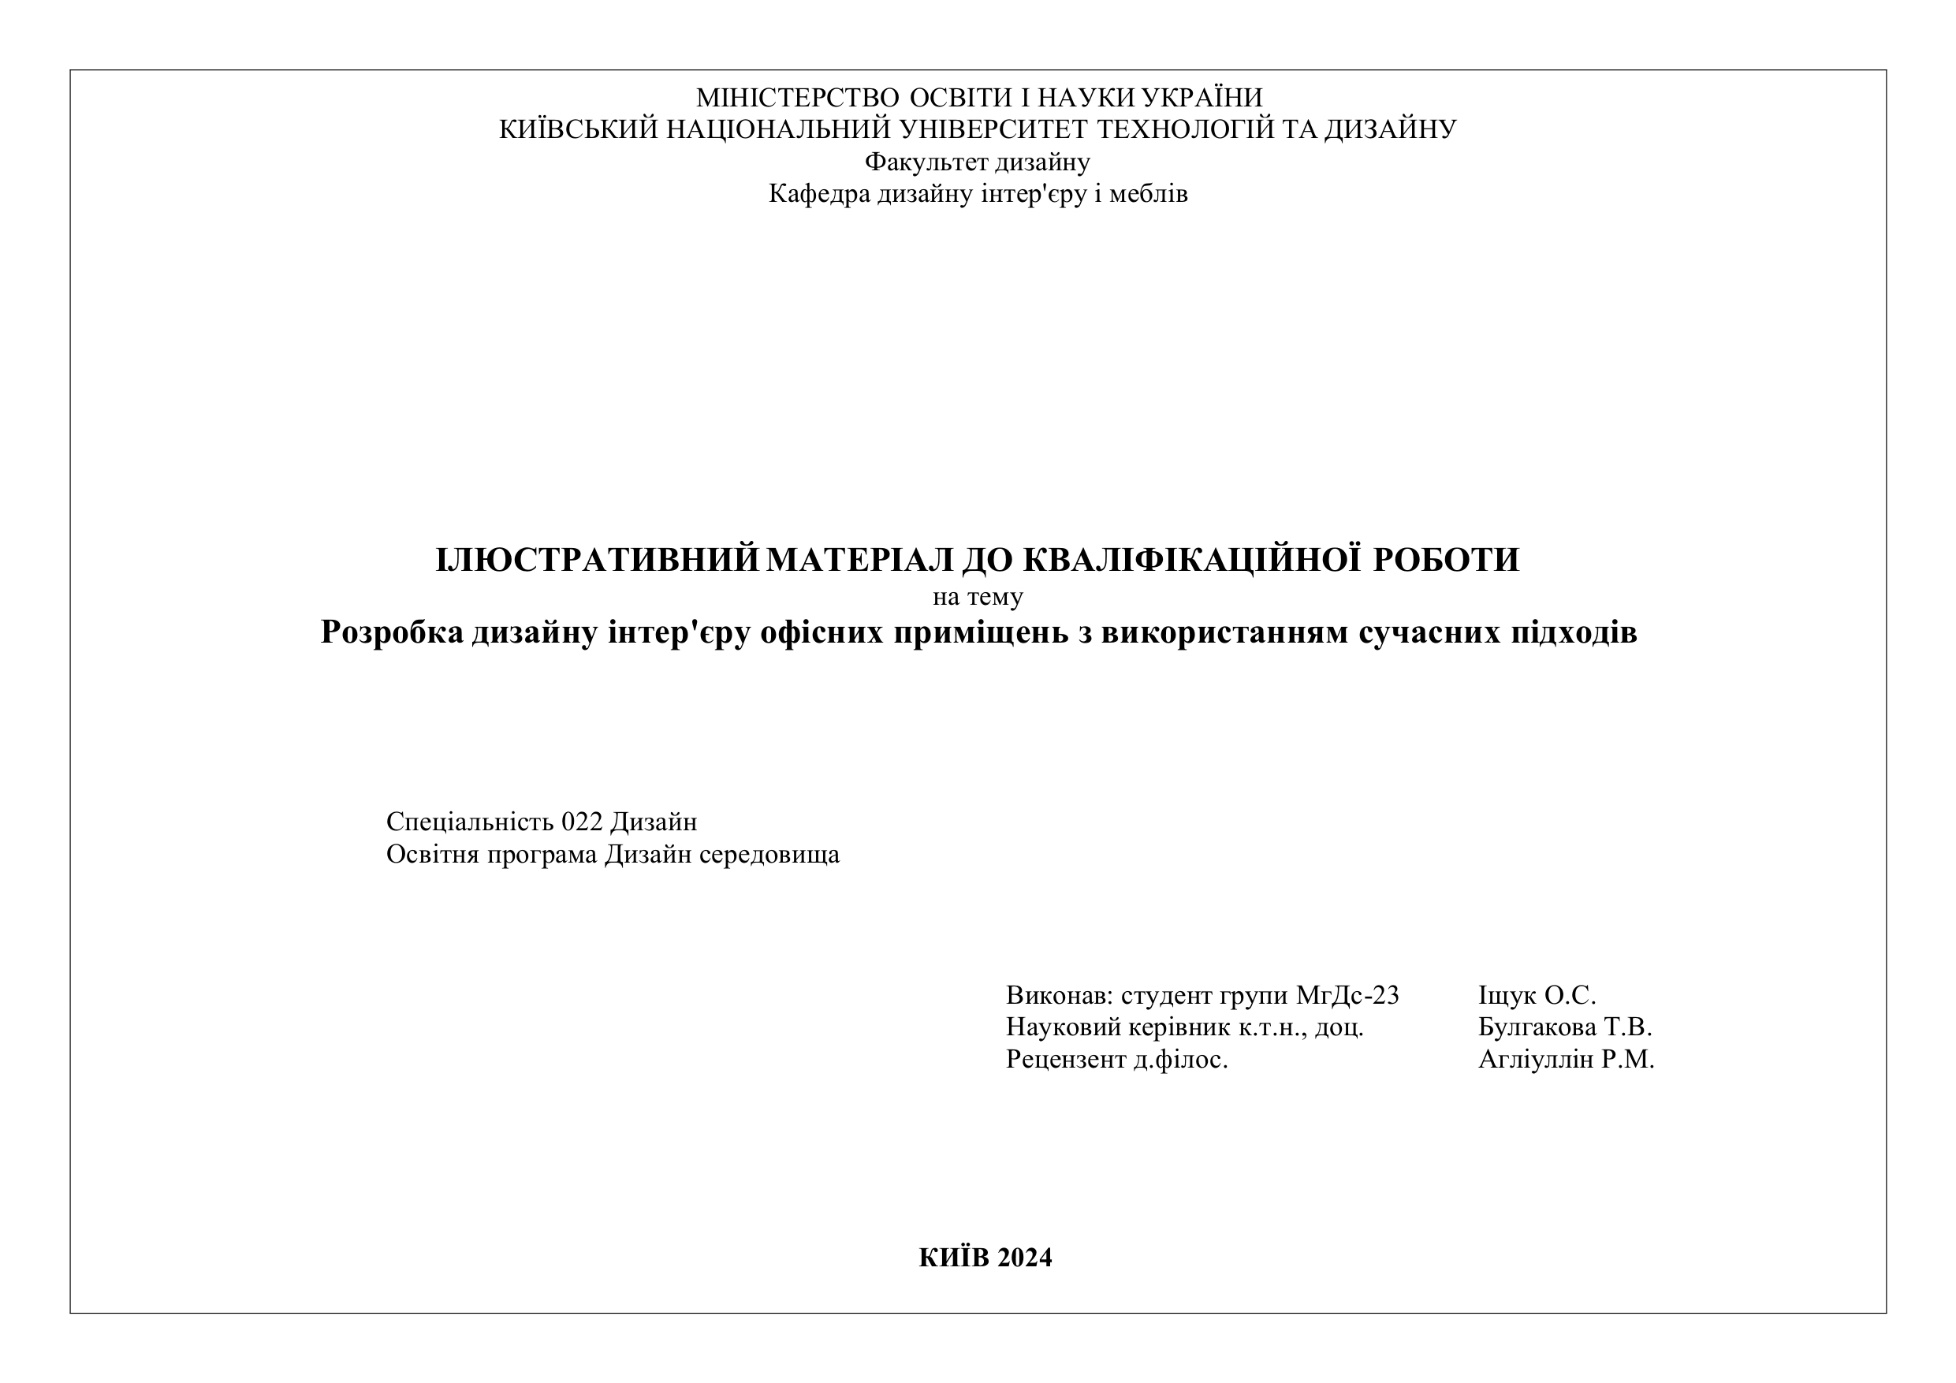 МІНІСТЕРСТВО ОСВІТИ І НАУКИ УКРАЇНИ
КИЇВСЬКИЙ НАЦІОНАЛЬНИЙ УНІВЕРСИТЕТ ТЕХНОЛОГІЙ ТА ДИЗАЙНУ
Факультет дизайну
Кафедра дизайну інтер'єру і меблів
ІЛЮСТРАТИВНИЙ МАТЕРІАЛ ДО КВАЛІФІКАЦІЙНОЇ РОБОТИ
на тему
Розробка дизайну інтер'єру офісних приміщень з використанням сучасних підходів
Спеціальність 022 Дизайн
Освітня програма Дизайн середовища
Виконав: студент групи МгДс-23 Іщук О.С.
Науковий керівник к.т.н., доц. Булгакова Т.В.
Рецензент д.філос. Агліуллін Р.М.
КИЇВ 2024